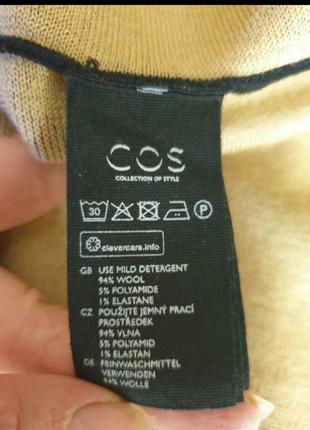 COS
COLLECTION OF STYLE
30 P
clevercare.info
GB USE MILD DETERGENT
94% WOOL
5% POLYAMIDE
1% ELASTANE
CZ POUŽIJTE JEMNÝ PRACÍ
PROSTŘEDEK
94% VLNA
5% POLYAMID
1% ELASTAN
DE FEINWASCHMITTEL
VERWENDEN
94% WOLLE